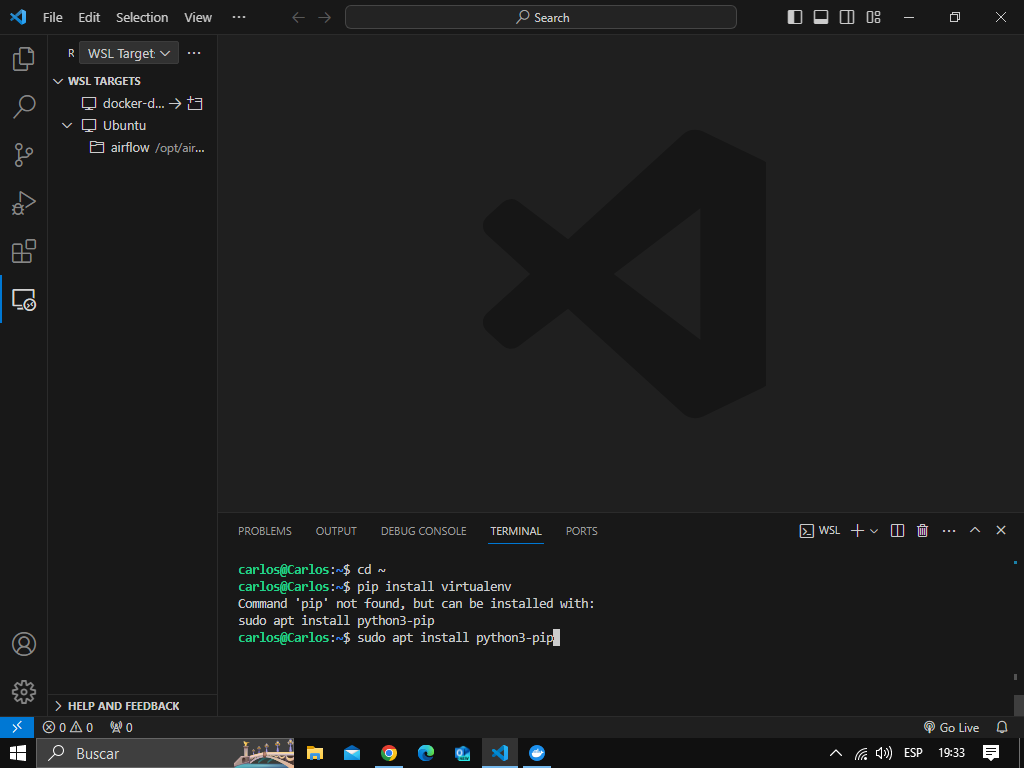 File Edit Selection View ··· Search
R WSL Target:
WSL TARGETS
docker-d...
Ubuntu
airflow /opt/air...
HELP AND FEEDBACK
PROBLEMS OUTPUT DEBUG CONSOLE TERMINAL PORTS WSL
carlos@Carlos:~$ cd ~
carlos@Carlos:~$ pip install virtualenv
Command 'pip' not found, but can be installed with:
sudo apt install python3-pip
carlos@Carlos:~$ sudo apt install python3-pip
0 0 0 Go Live
Buscar ESP 19:33